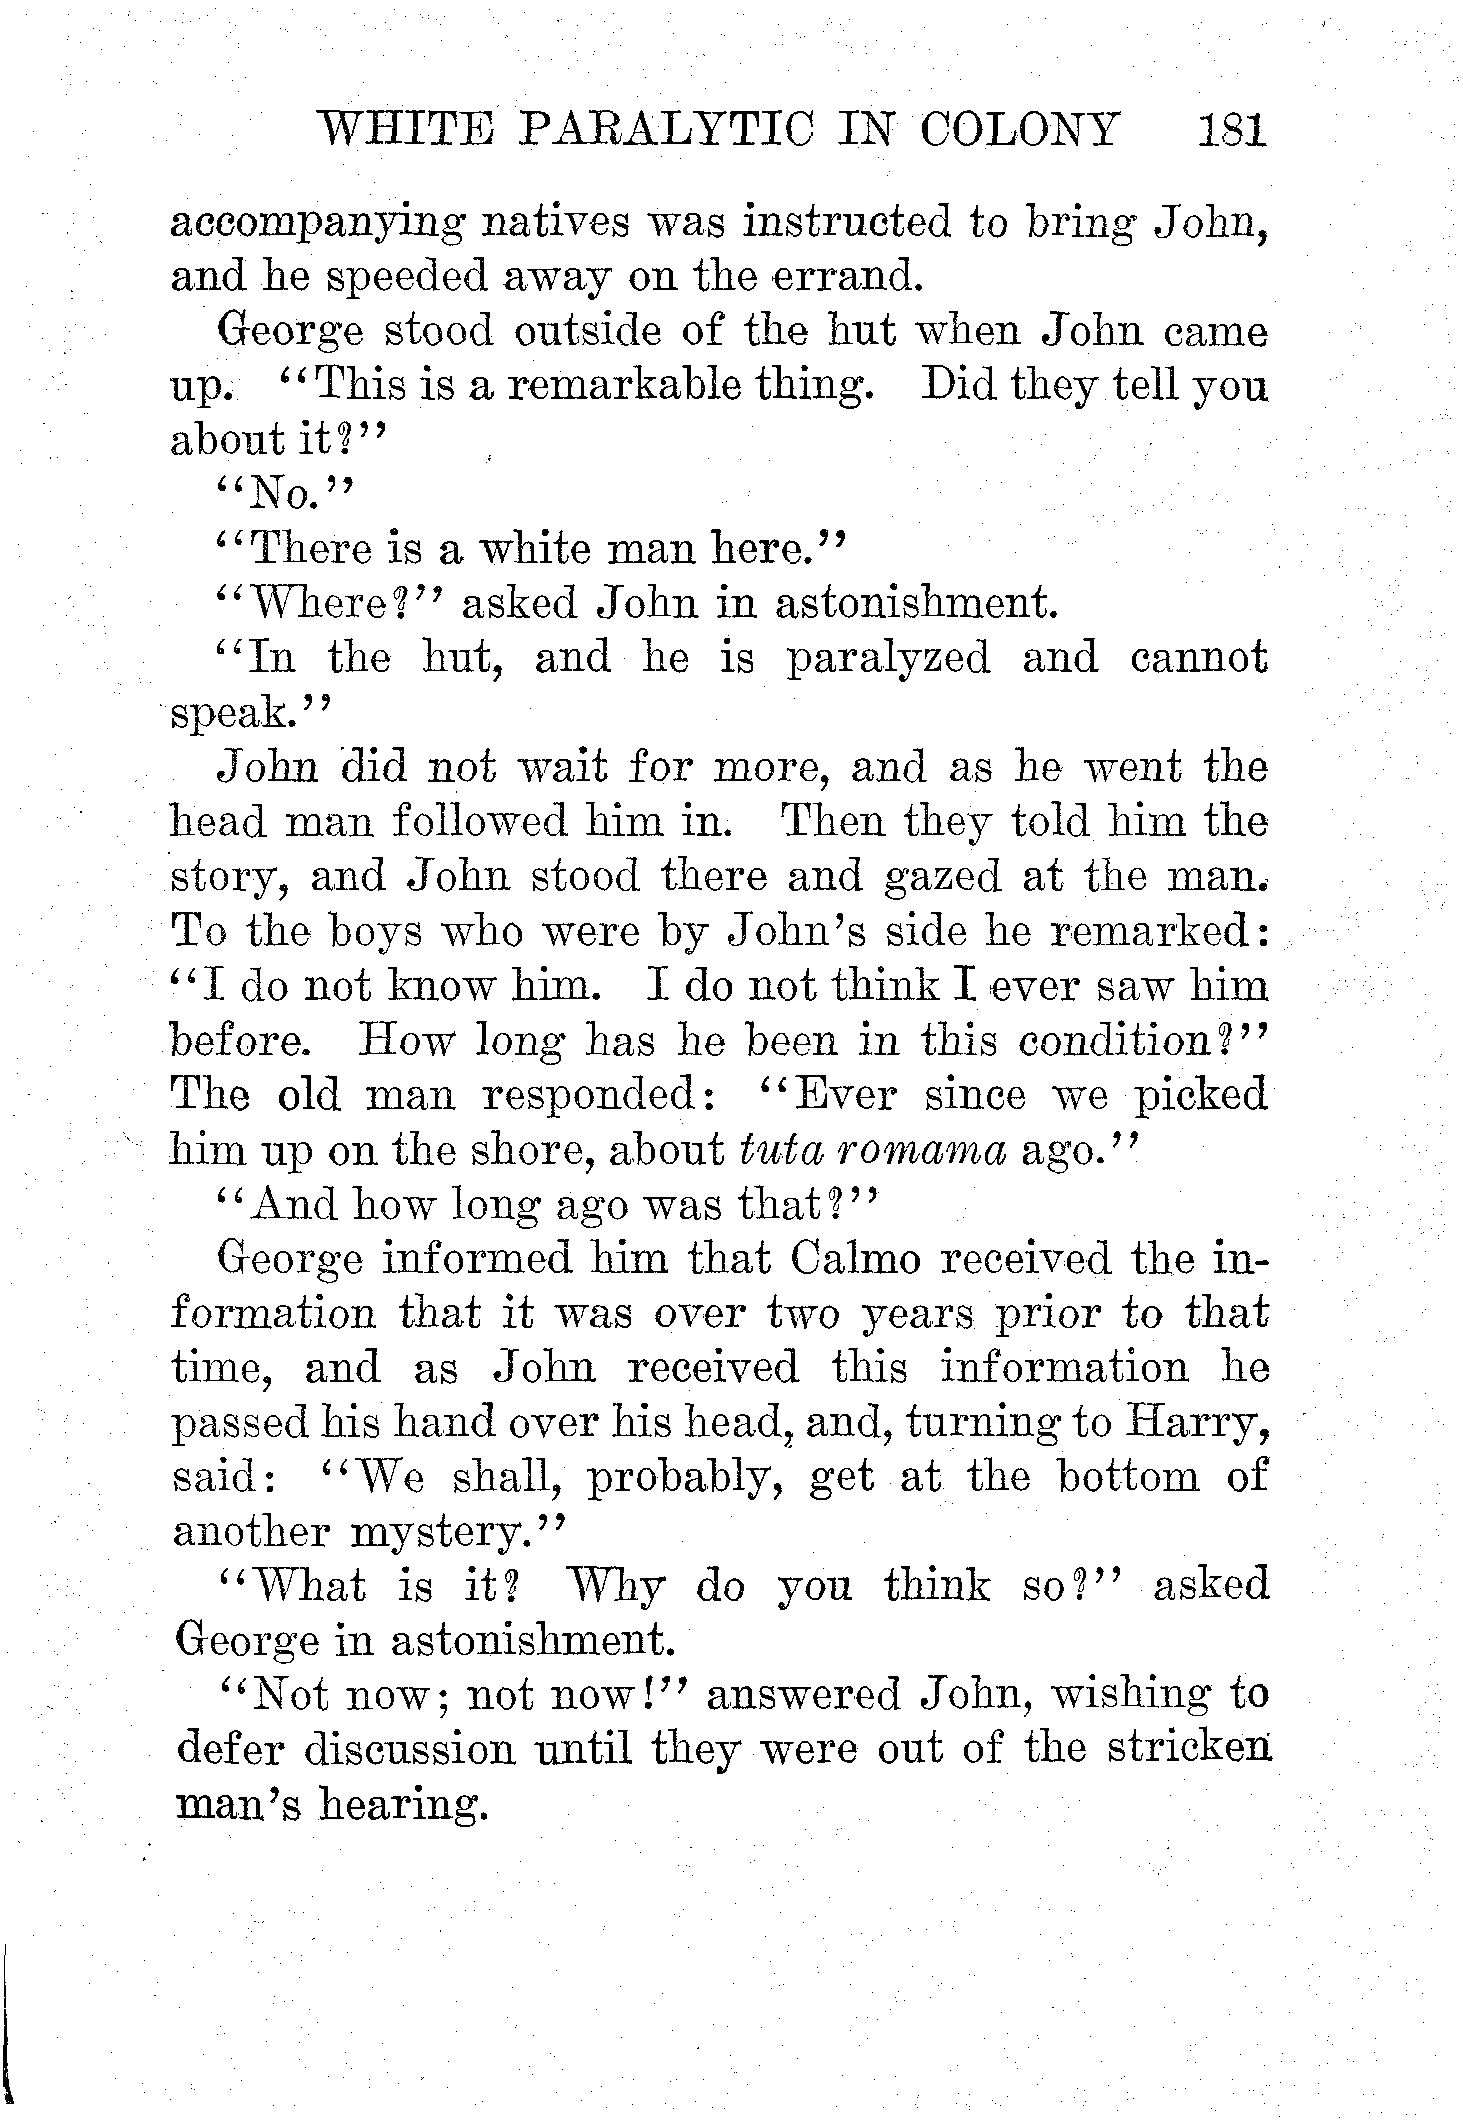 WHITE PARALYTIC IN COLONY 181
accompanying natives was instructed to bring John,
and he speeded away on the errand.
George stood outside of the hut when John came
up. "This is a remarkable thing. Did they tell you
about it?"
"No."
"There is a white man here."
"Where?" asked John in astonishment.
"In the hut, and he is paralyzed and cannot
speak."
John did not wait for more, and as he went the
head man followed him in. Then they told him the
story, and John stood there and gazed at the man.
To the boys who were by John's side he remarked:
"I do not know him. I do not think I ever saw him
before. How long has he been in this condition?"
The old man responded: "Ever since we picked
him up on the shore, about tuta romama ago."
"And how long ago was that?"
George informed him that Calmo received the in-
formation that it was over two years prior to that
time, and as John received this information he
passed his hand over his head, and, turning to Harry,
said: "We shall, probably, get at the bottom of
another mystery."
"What is it? Why do you think so?" asked
George in astonishment.
"Not now; not now!" answered John, wishing to
defer discussion until they were out of the stricken
man's hearing.